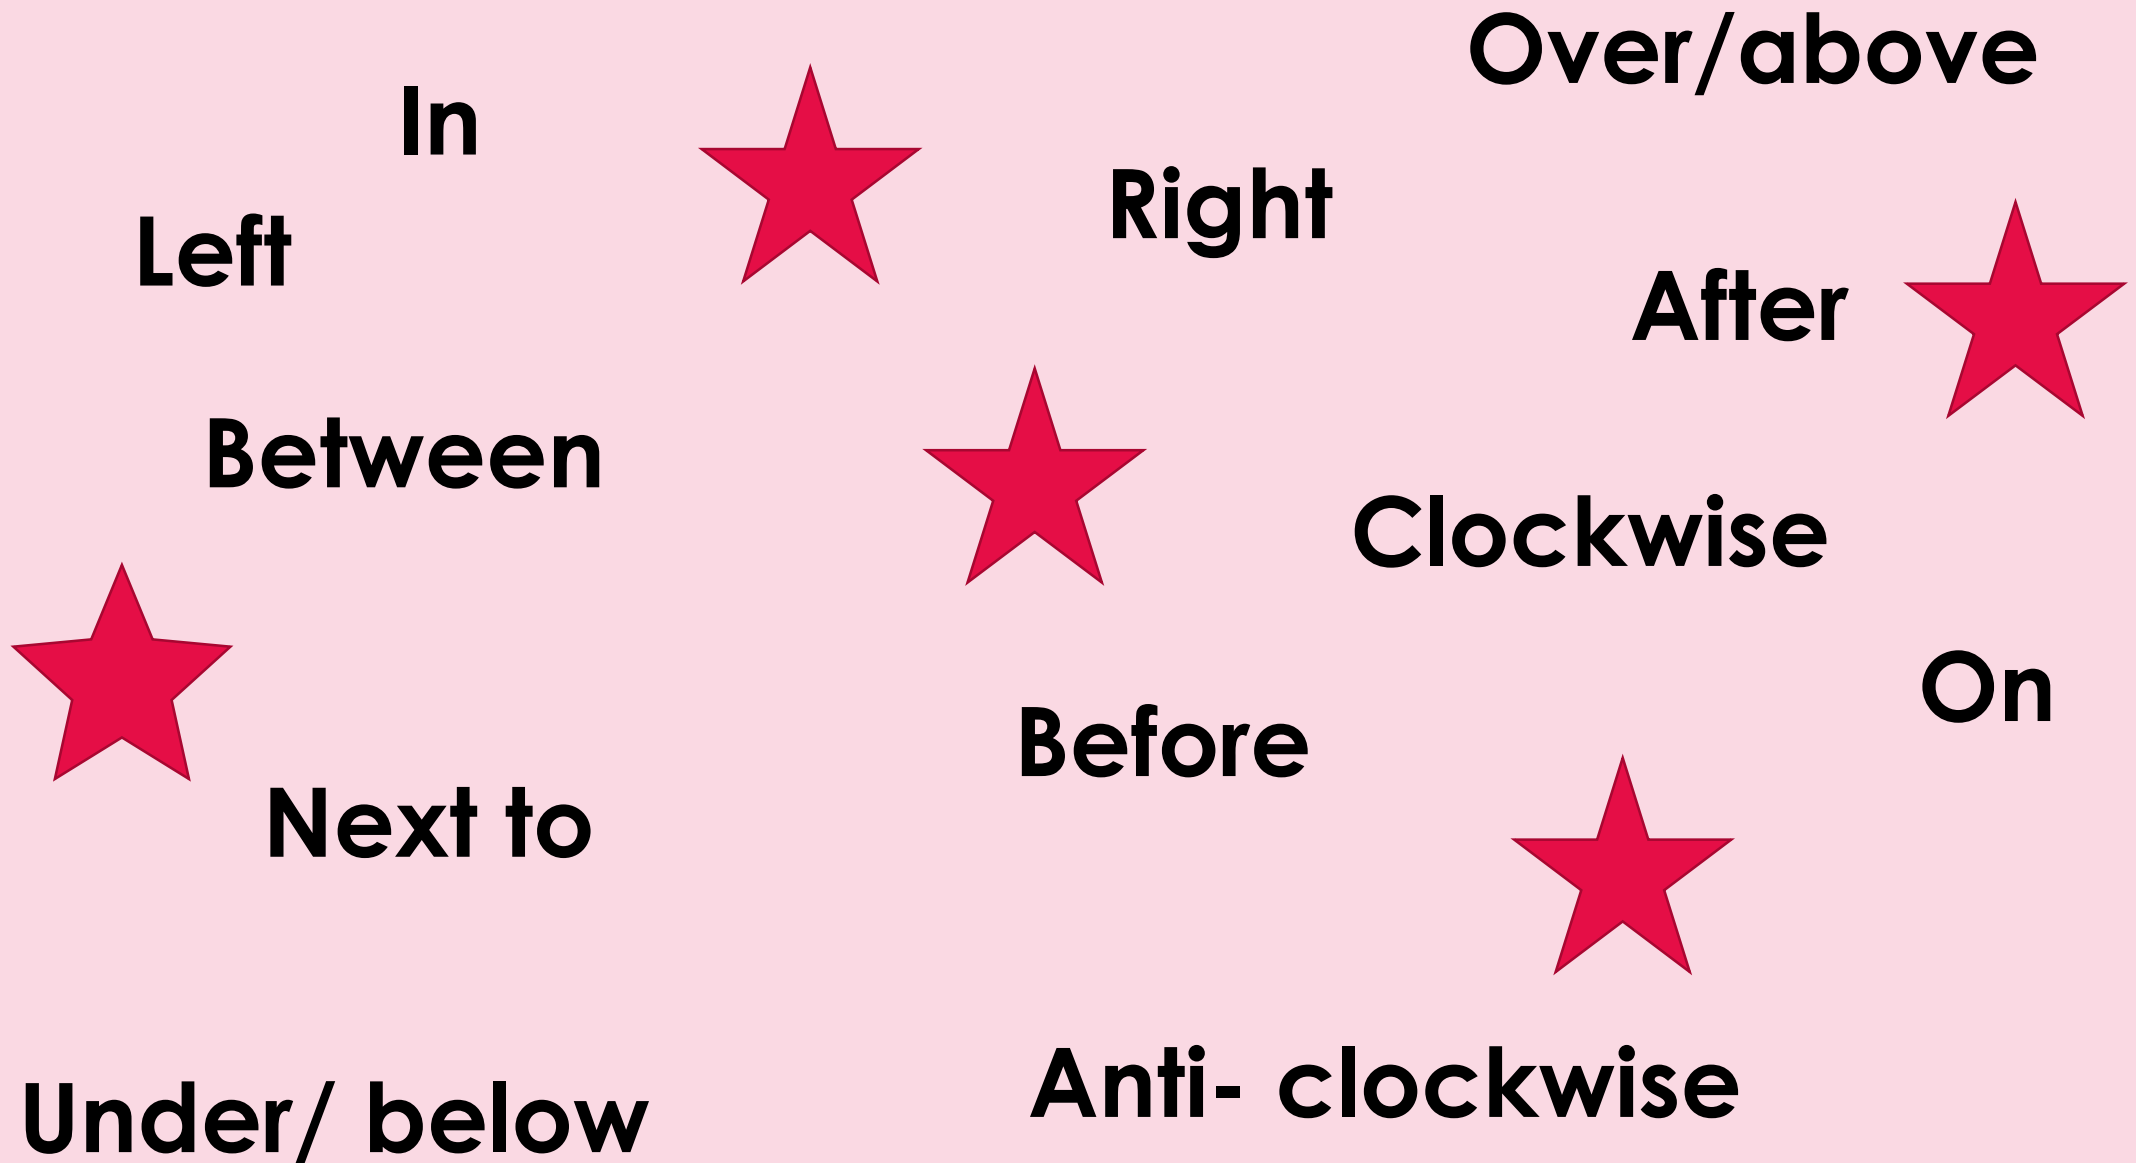 Over/above
In
Right
Left
After
Between
Clockwise
On
Before
Next to
Anti- clockwise
Under/ below